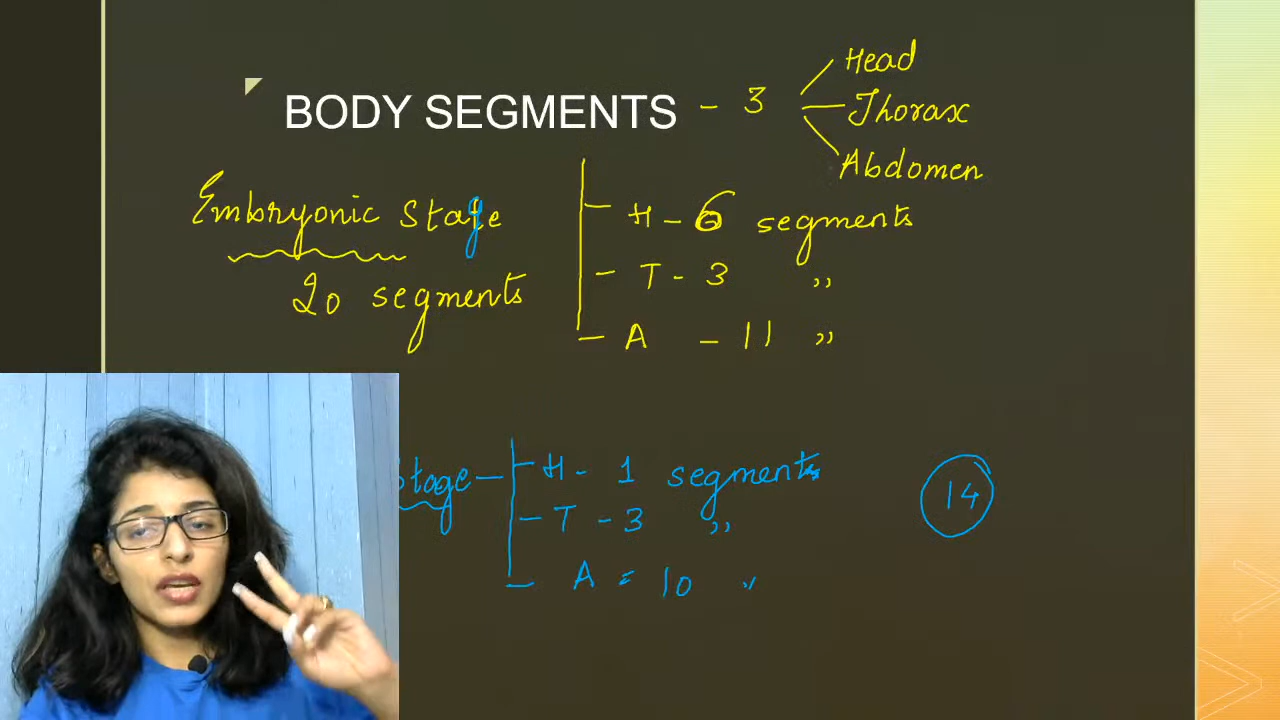 BODY SEGMENTS - 3
Head
Thorax
Abdomen
Embryonic Stage
20 segments
H - 6 segments
T - 3 ,,
A - 11 ,,
Stage - H - 1 segments
T - 3 ,,
A = 10 ,,
14